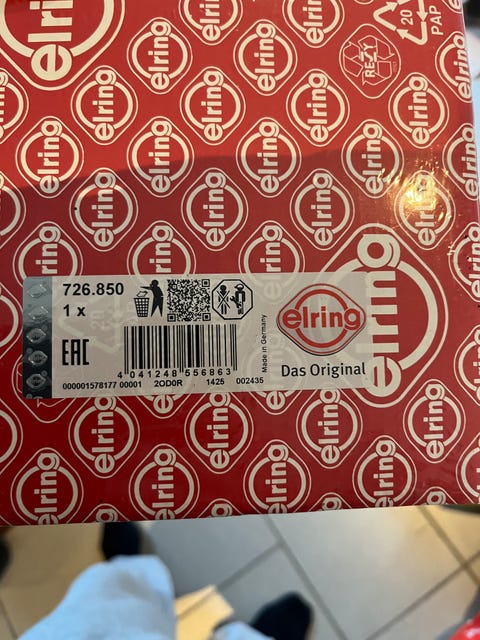 elring
REZY
20
PAP
726.850
1 x
EAC
4 041248 556863
000001578177 00001 2OD0R 1425 002435
Made in Germany
elring
Das Original